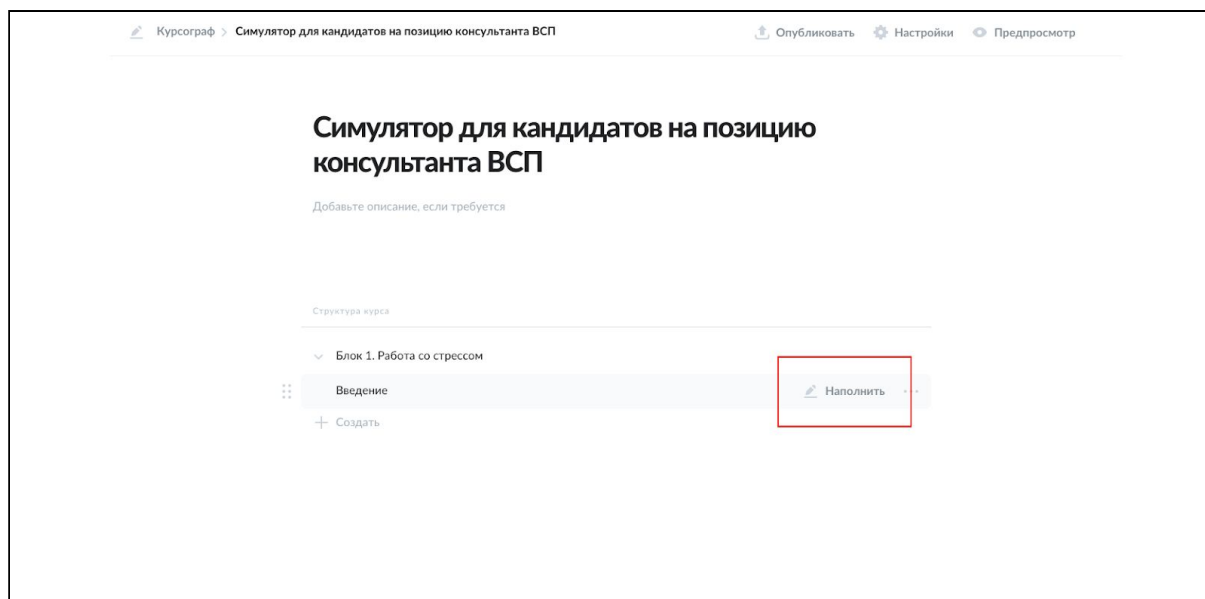 Курсограф > Симулятор для кандидатов на позицию консультанта ВСП Опубликовать Настройки Предпросмотр
Симулятор для кандидатов на позицию
консультанта ВСП
Добавьте описание, если требуется
Структура курса
Блок 1. Работа со стрессом
Введение Наполнить ...
+ Создать